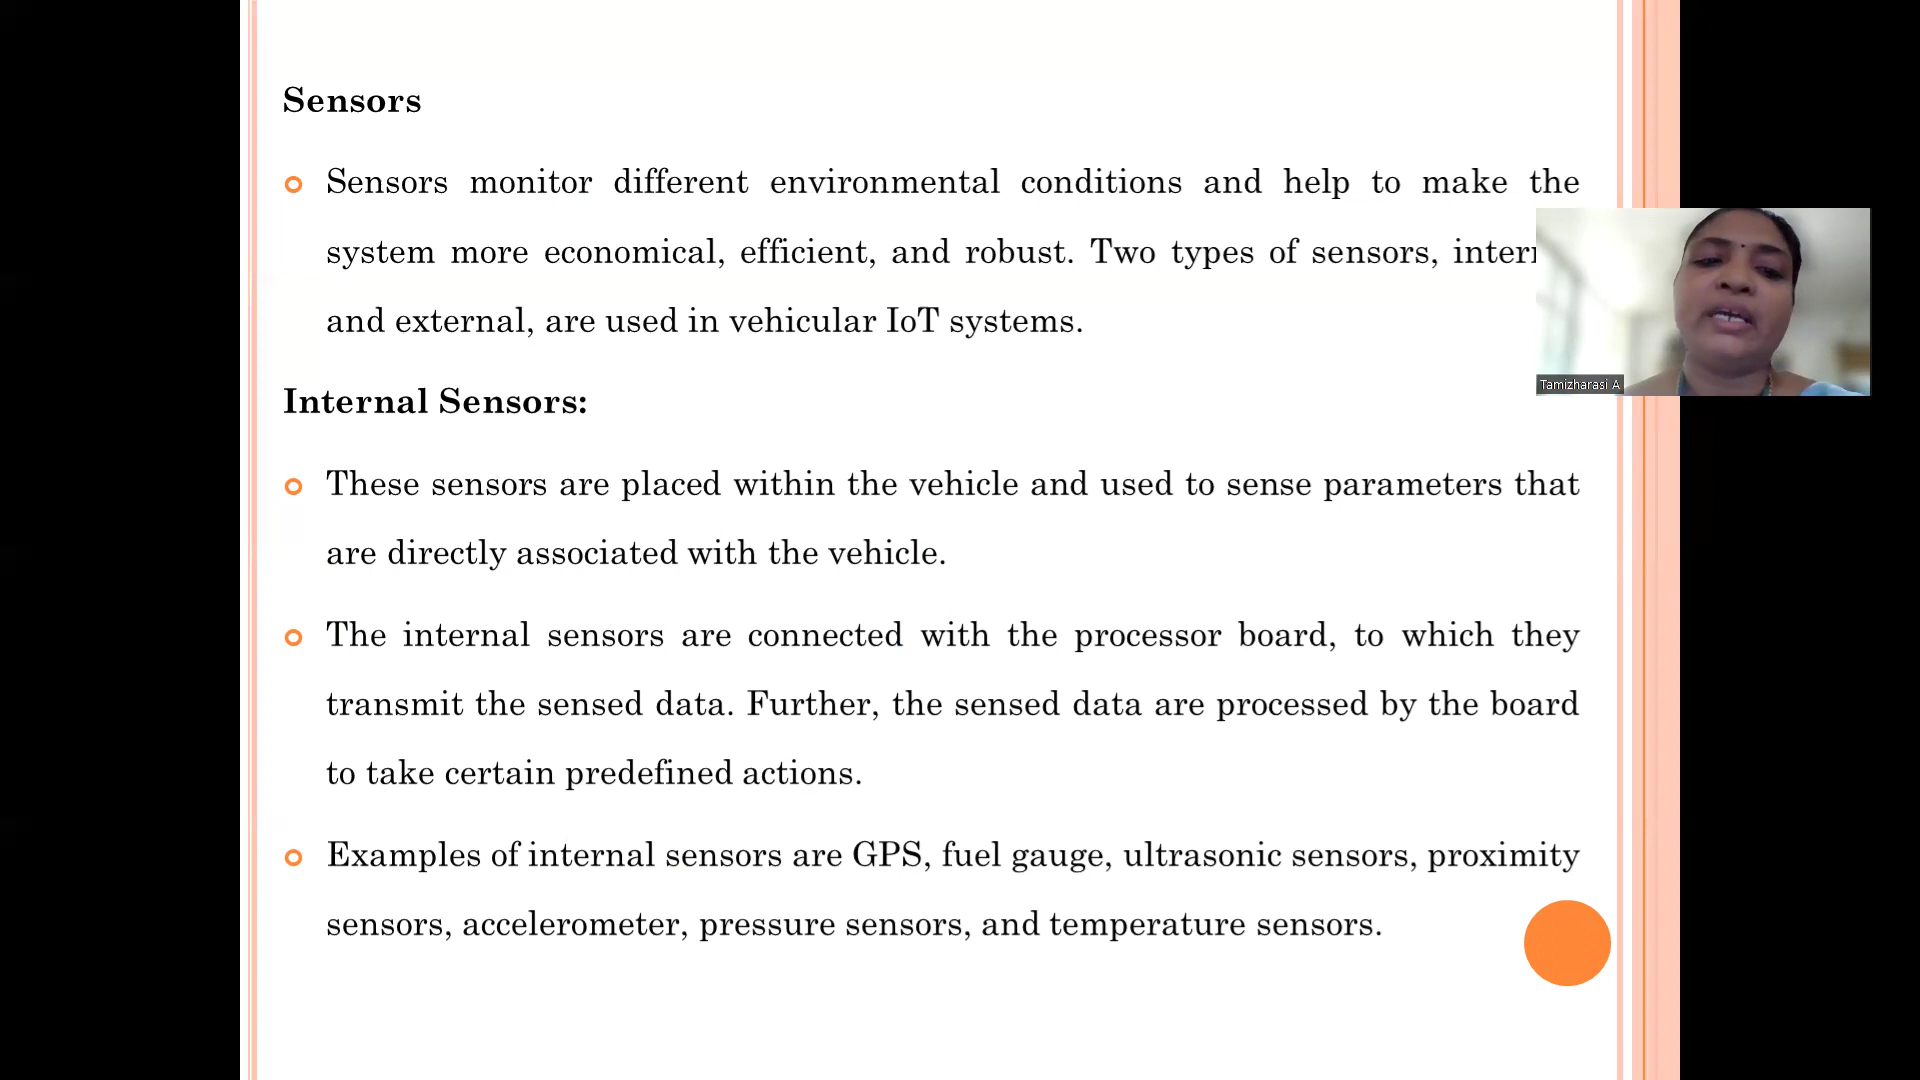 Sensors
Sensors monitor different environmental conditions and help to make the
system more economical, efficient, and robust. Two types of sensors,
and external, are used in vehicular IoT systems.
Tamizharasi A
Internal Sensors:
These sensors are placed within the vehicle and used to sense parameters that
are directly associated with the vehicle.
The internal sensors are connected with the processor board, to which they
transmit the sensed data. Further, the sensed data are processed by the board
to take certain predefined actions.
Examples of internal sensors are GPS, fuel gauge, ultrasonic sensors, proximity
sensors, accelerometer, pressure sensors, and temperature sensors.